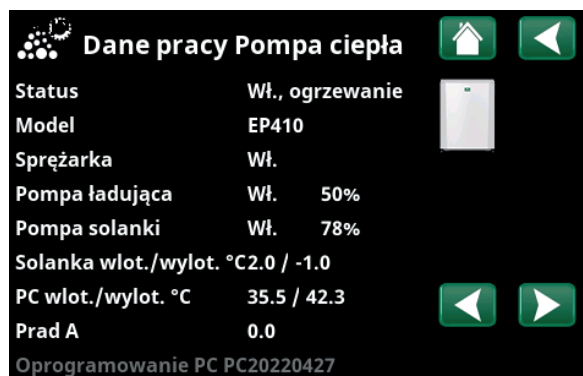 Dane pracy Pompa ciepła
Status Wł., ogrzewanie
Model EP410
Sprężarka Wł.
Pompa ładująca Wł. 50%
Pompa solanki Wł. 78%
Solanka wlot./wylot. °C2.0 / -1.0
PC wlot./wylot. °C 35.5 / 42.3
Prad A 0.0
Oprogramowanie PC PC20220427